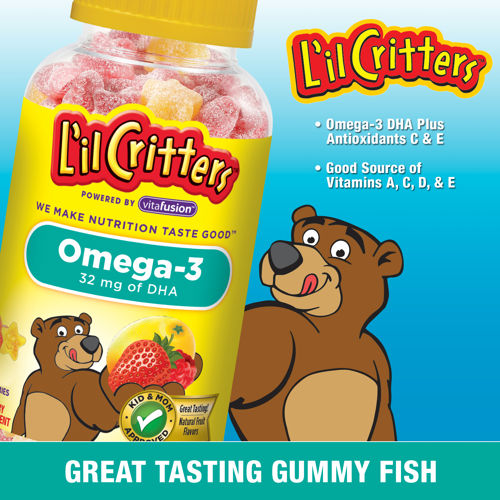 L'il Critters
• Omega-3 DHA Plus
Antioxidants C & E
• Good Source of
Vitamins A, C, D, & E
L'il Critters
POWERED BY vitafusion™
WE MAKE NUTRITION TASTE GOOD™
Omega-3
32 mg of DHA
KID & MOM
APPROVED
Great Tasting!
Natural Fruit
Flavors
GREAT TASTING GUMMY FISH